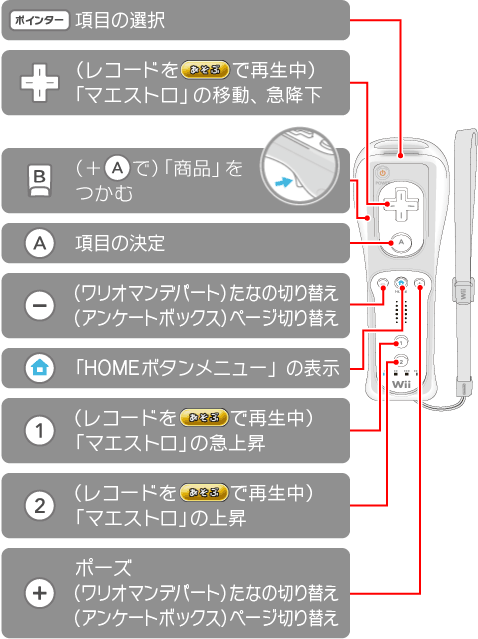 ポインター 項目の選択
(レコードをあそぶで再生中)
「マエストロ」の移動、急降下
B (+Aで)「商品」を
つかむ
A 項目の決定
− (ワリオマンデパート)たなの切り替え
(アンケートボックス)ページ切り替え
「HOMEボタンメニュー」の表示
1 (レコードをあそぶで再生中)
「マエストロ」の急上昇
2 (レコードをあそぶで再生中)
「マエストロ」の上昇
+ ポーズ
(ワリオマンデパート)たなの切り替え
(アンケートボックス)ページ切り替え
POWER
A
1
2
Wii
Wii